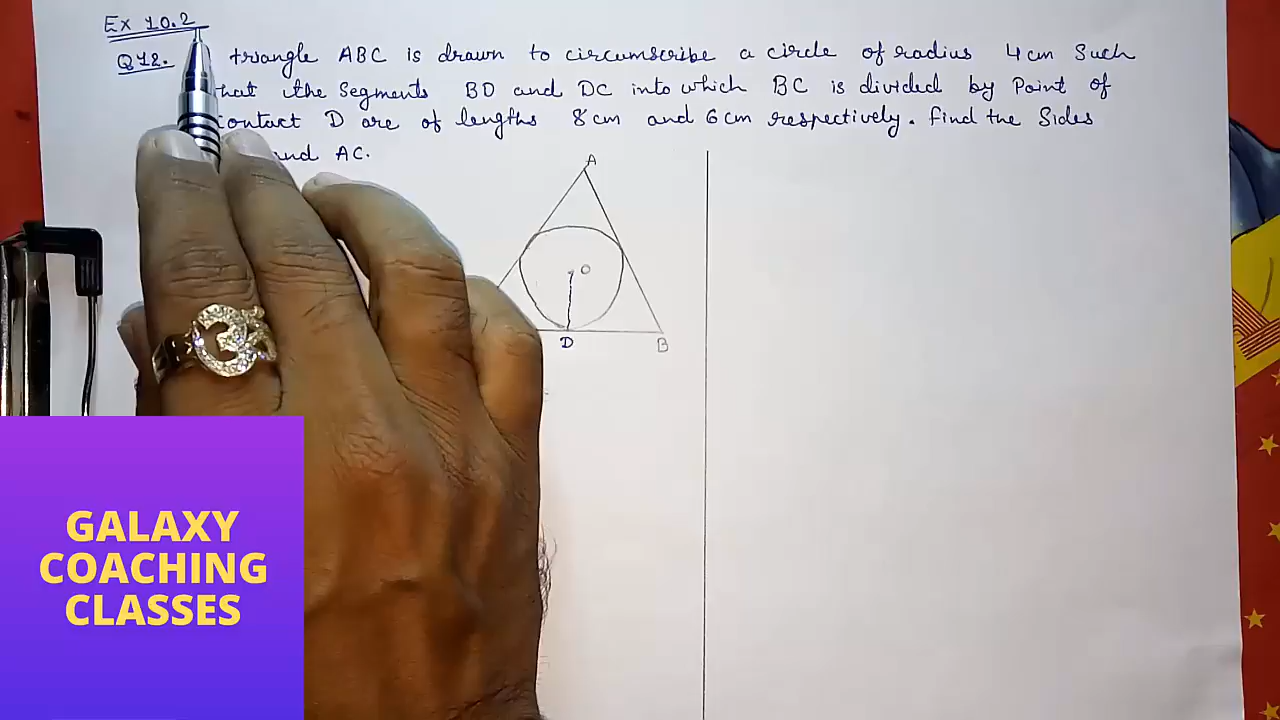 Ex 10.2
Q12. triangle ABC is drawn to circumscribe a circle of radius 4 cm Such
hat the Segments BD and DC into which BC is divided by Point of
contact D are of lengths 8 cm and 6 cm respectively. find the Sides
and AC.
A
O
D
B
GALAXY
COACHING
CLASSES